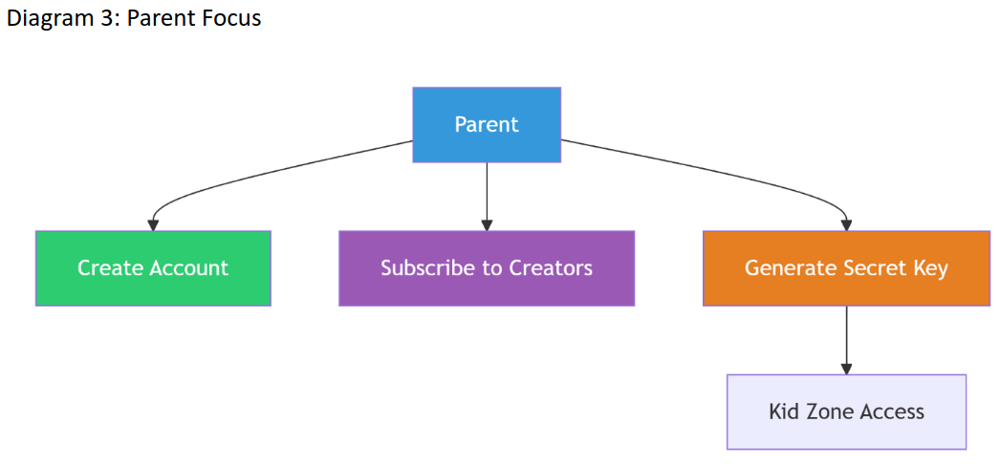 Diagram 3: Parent Focus
Parent
Create Account
Subscribe to Creators
Generate Secret Key
Kid Zone Access